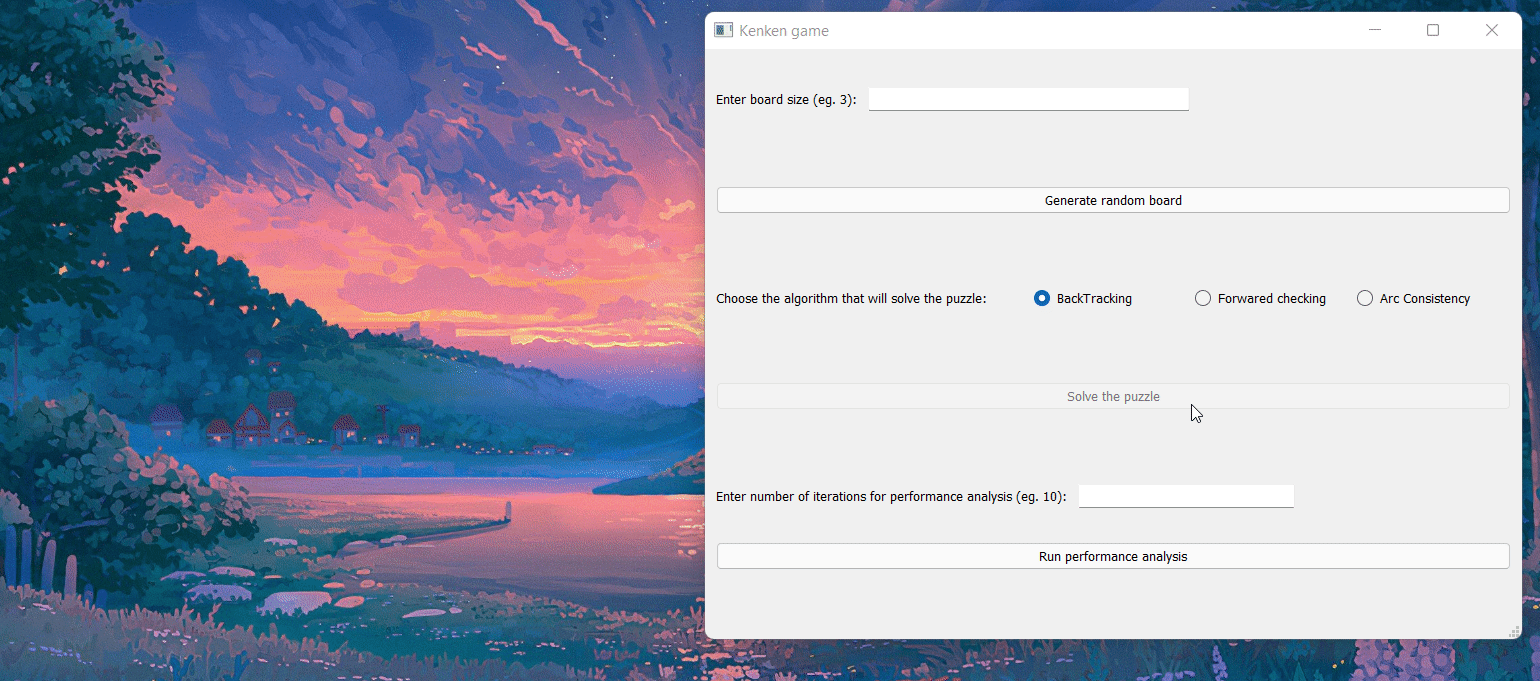 Kenken game
Enter board size (eg. 3):
Generate random board
Choose the algorithm that will solve the puzzle: BackTracking Forwared checking Arc Consistency
Solve the puzzle
Enter number of iterations for performance analysis (eg. 10):
Run performance analysis